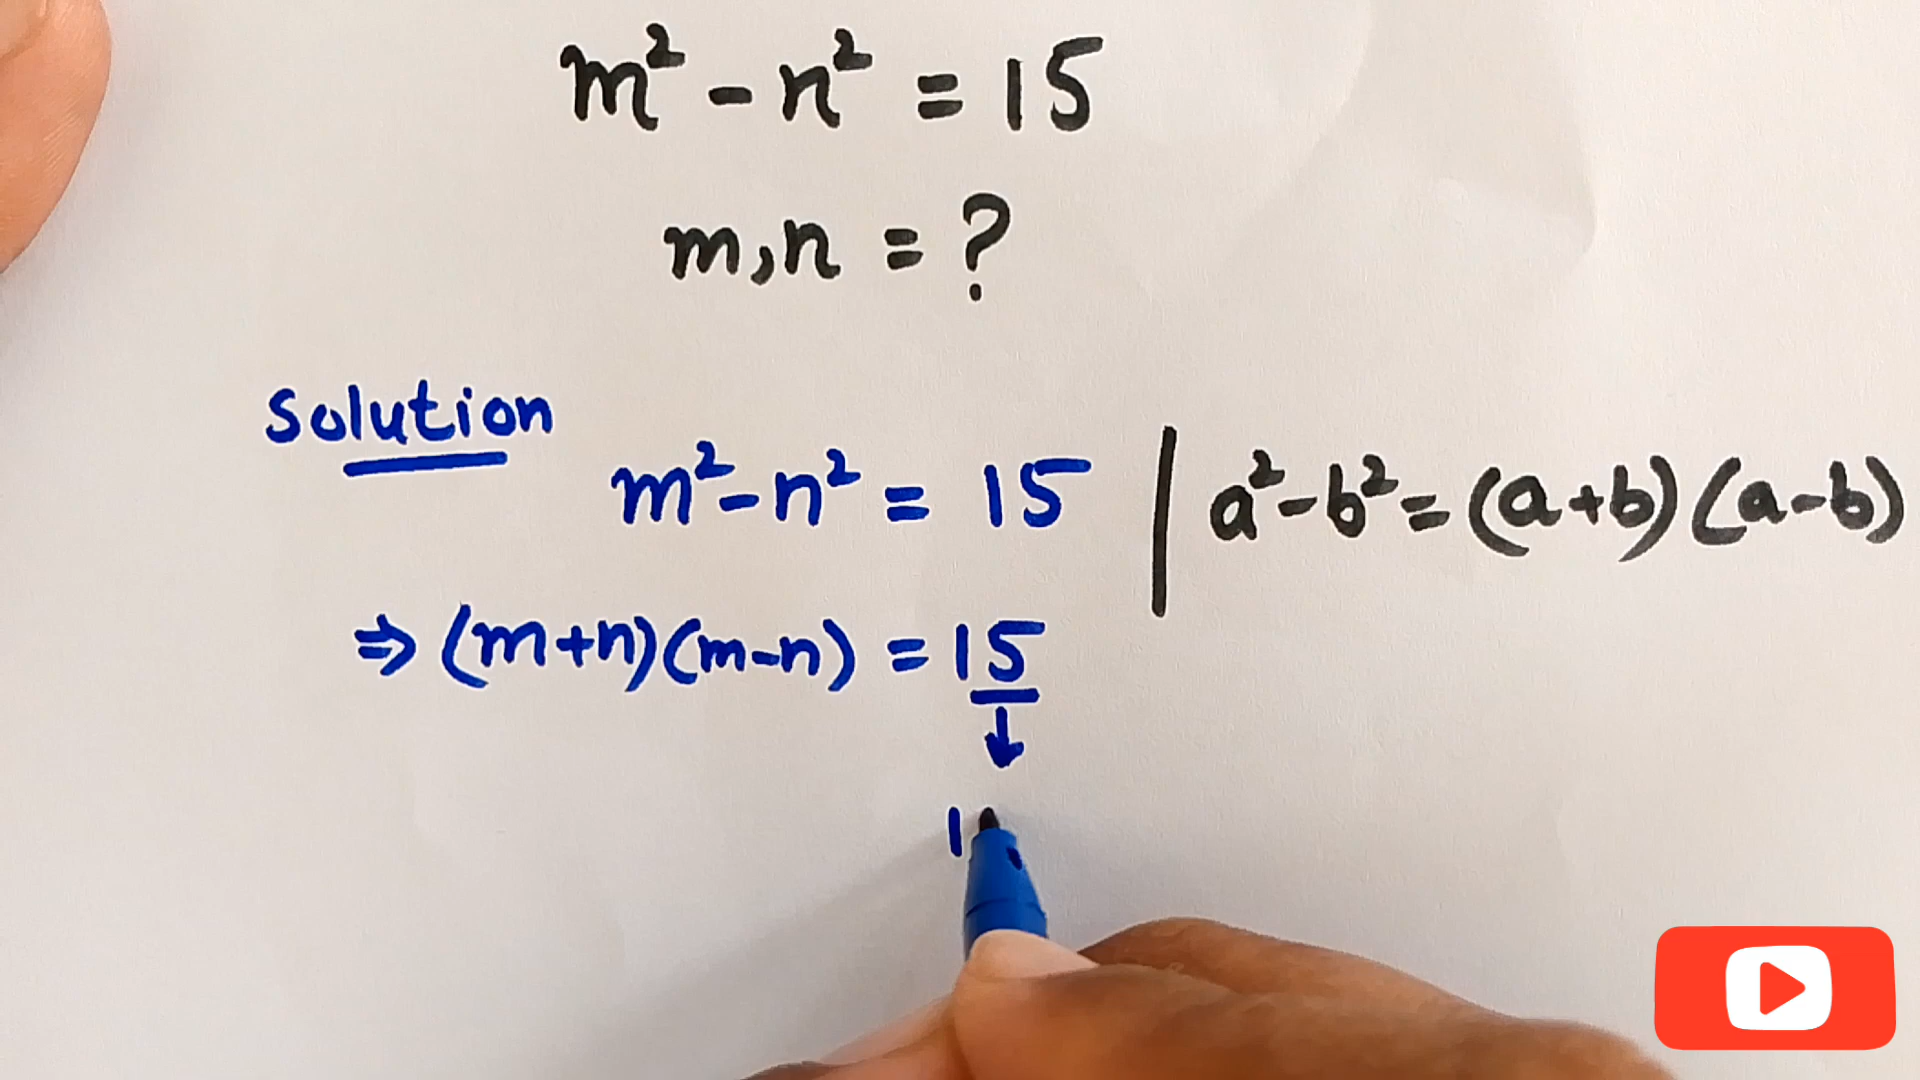 m² - n² = 15
m,n = ?
Solution
m² - n² = 15 | a² - b² = (a+b)(a-b)
⇒ (m+n)(m-n) = 15
↓
1